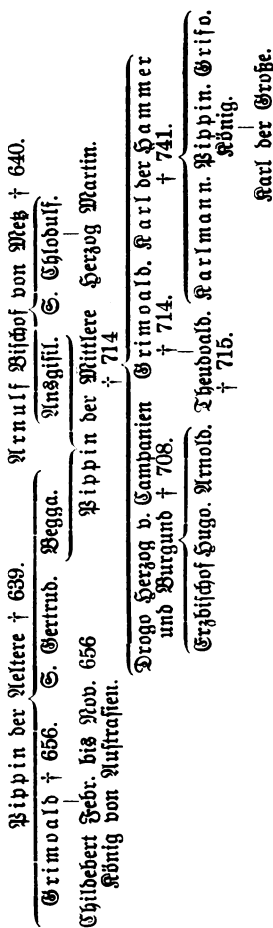 Pippin der Aeltere † 639. Arnulf Bischof von Metz † 640.
Grimoald † 656. S. Gertrud. Begga. Ansgisil. S. Chlodulf.
Childebert Febr. bis Nov. 656 Pippin der Mittlere Herzog Martin.
König von Austrasien. † 714
Drogo Herzog v. Campanien Grimoald. Karl der Hammer
und Burgund † 708. † 714. † 741.
Erzbischof Hugo. Arnold. Theudoald. Karlmann. Pippin. Grifo.
† 715. König.
Karl der Große.